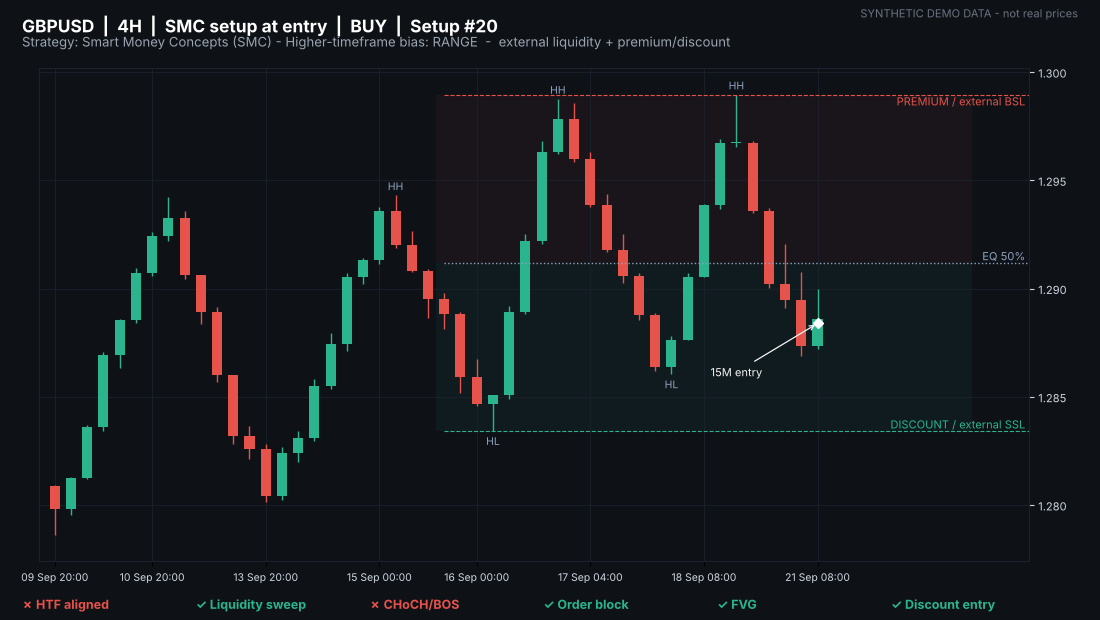 SYNTHETIC DEMO DATA - not real prices
GBPUSD | 4H | SMC setup at entry | BUY | Setup #20
Strategy: Smart Money Concepts (SMC) - Higher-timeframe bias: RANGE - external liquidity + premium/discount
1.300
HH
HH
PREMIUM / external BSL
1.295
HH
EQ 50%
1.290
15M entry
HL
1.285
DISCOUNT / external SSL
HL
1.280
09 Sep 20:00
10 Sep 20:00
13 Sep 20:00
15 Sep 00:00
16 Sep 00:00
17 Sep 04:00
18 Sep 08:00
21 Sep 08:00
× HTF aligned
✓ Liquidity sweep
× CHoCH/BOS
✓ Order block
✓ FVG
✓ Discount entry